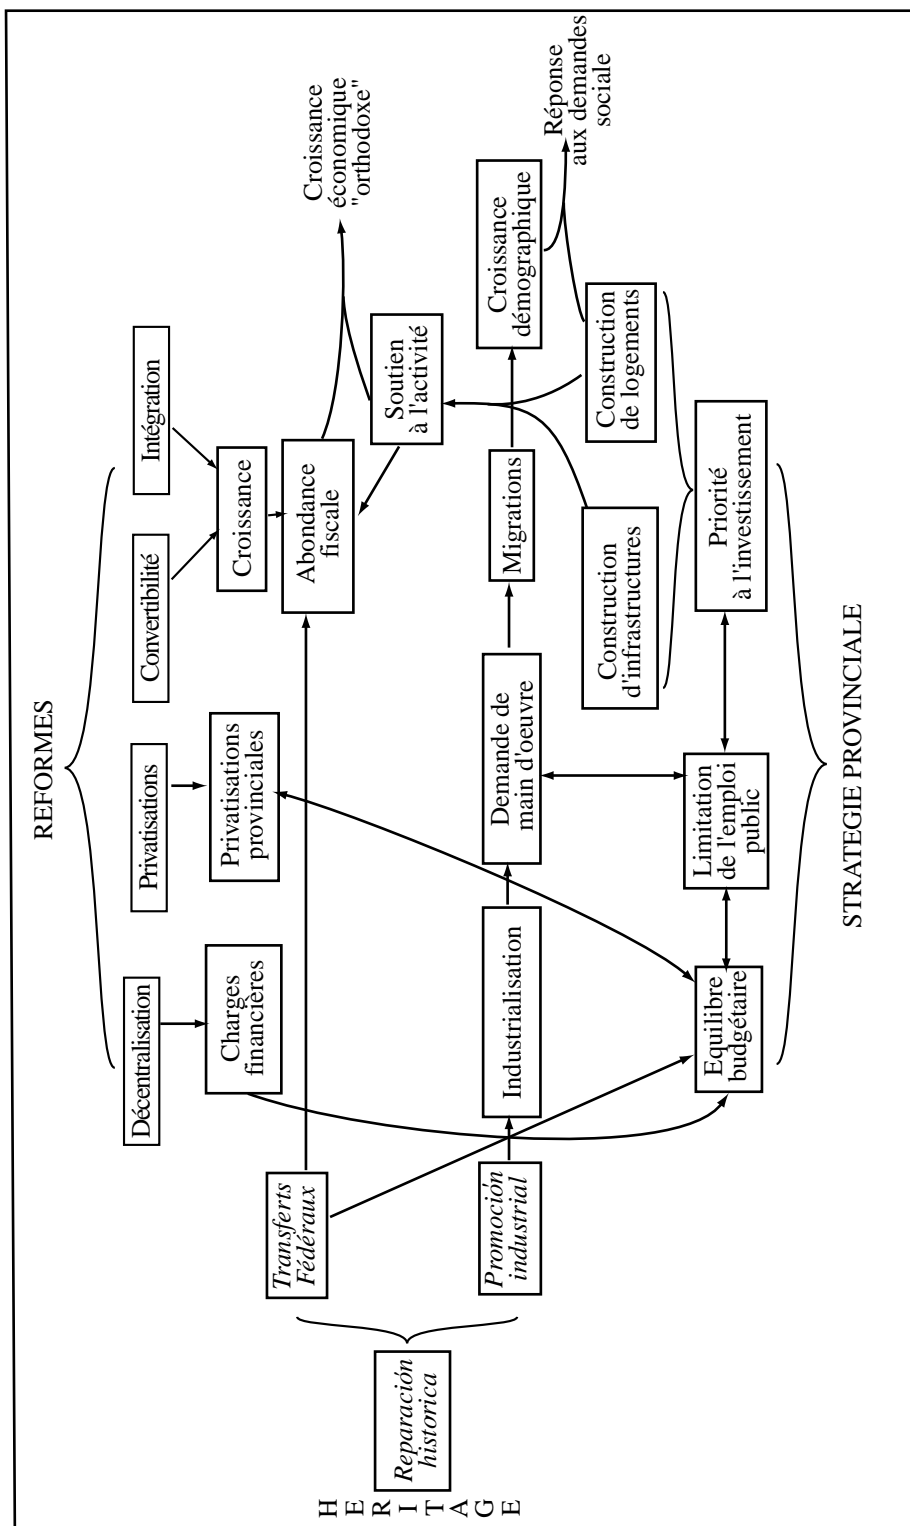 REFORMES
Décentralisation
Privatisations
Convertibilité
Intégration
Charges
financières
Privatisations
provinciales
Croissance
Transferts
Fédéraux
Abondance
fiscale
Croissance
économique
"orthodoxe"
Soutien
à l'activité
HERITAGE
Reparación
historica
Promoción
industrial
Industrialisation
Demande de
main d'oeuvre
Migrations
Croissance
démographique
Réponse
aux demandes
sociale
Construction
d'infrastructures
Construction
de logements
Equilibre
budgétaire
Limitation
de l'emploi
public
Priorité
à l'investissement
STRATEGIE PROVINCIALE